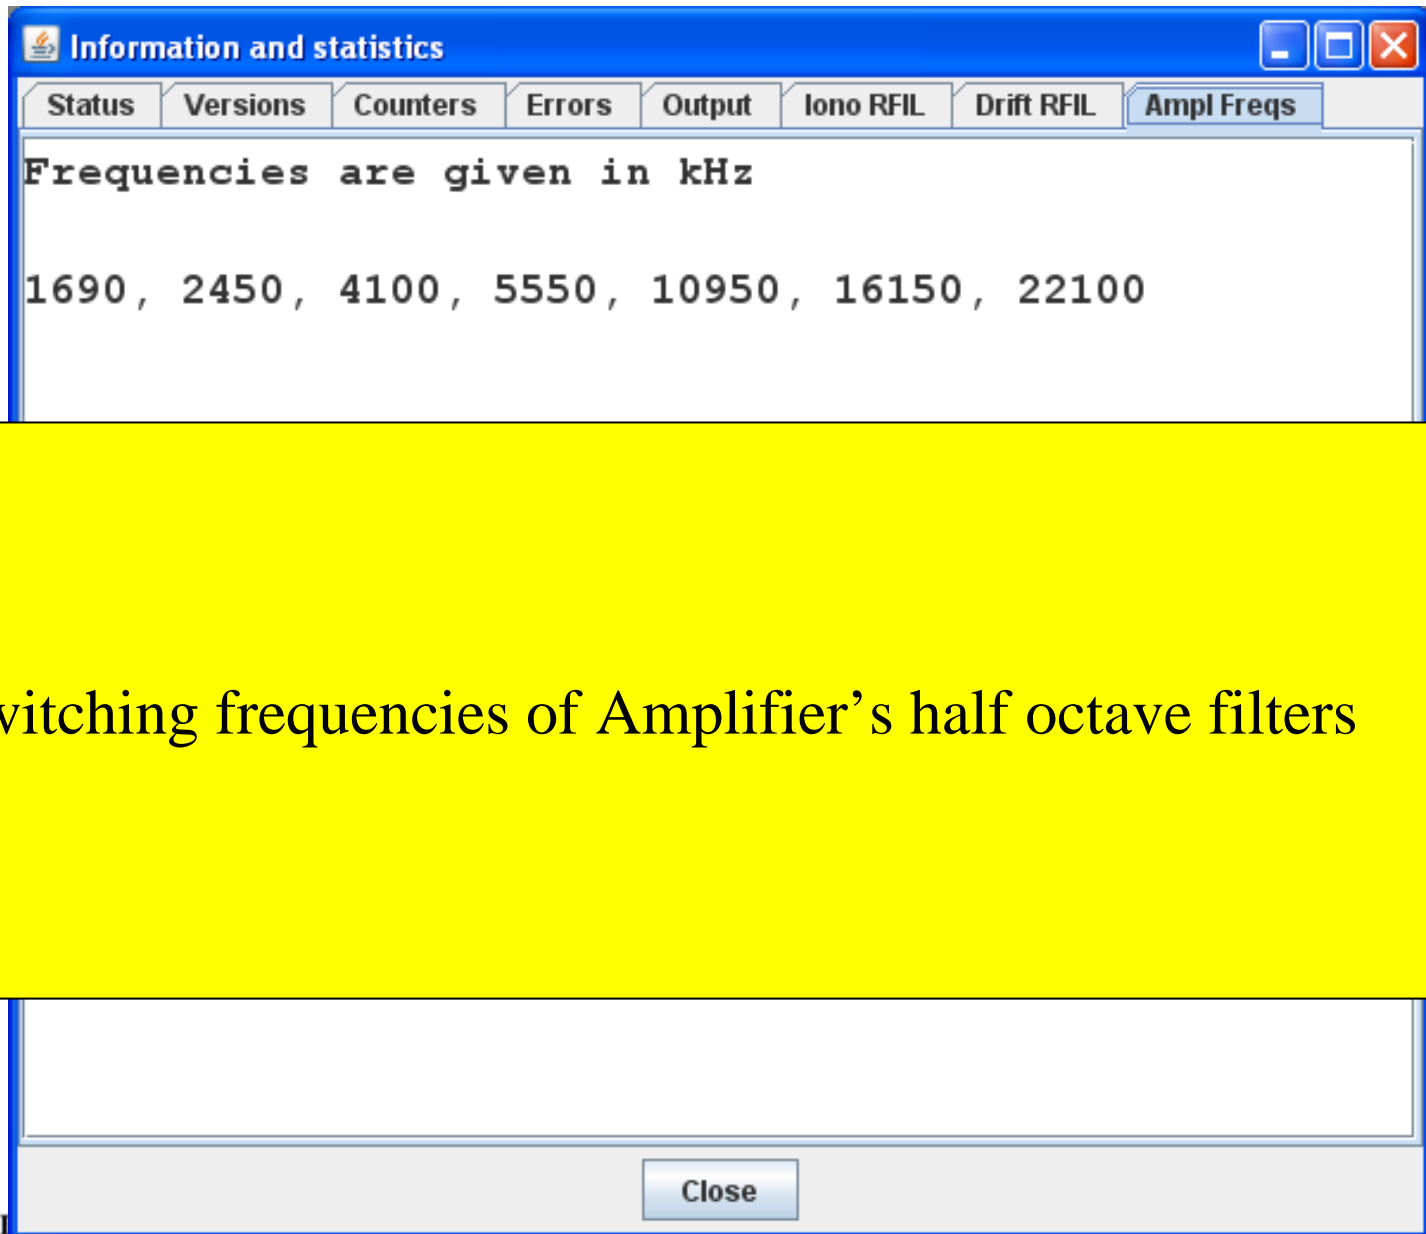 Information and statistics
Status Versions Counters Errors Output Iono RFIL Drift RFIL Ampl Freqs
Frequencies are given in kHz
1690, 2450, 4100, 5550, 10950, 16150, 22100
frequencies of Amplifier’s half octave filters
Close